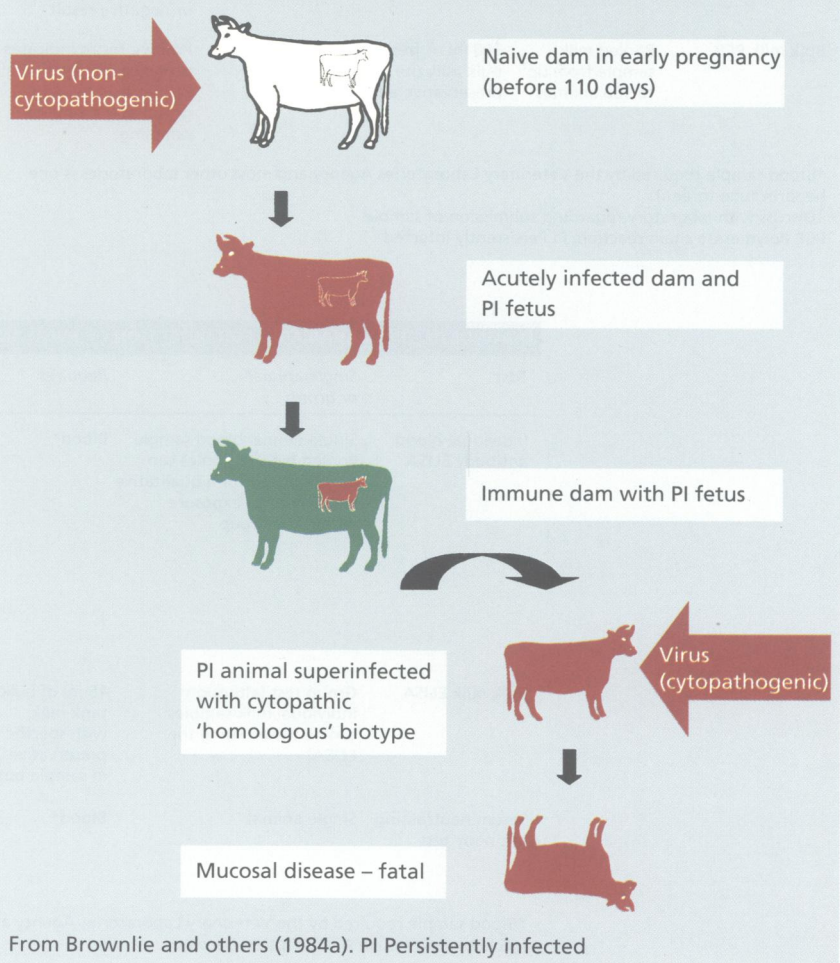 Virus (non-
cytopathogenic)
Naive dam in early pregnancy
(before 110 days)
Acutely infected dam and
PI fetus
Immune dam with PI fetus
PI animal superinfected
with cytopathic
‘homologous’ biotype
Virus
(cytopathogenic)
Mucosal disease – fatal
From Brownlie and others (1984a). PI Persistently infected